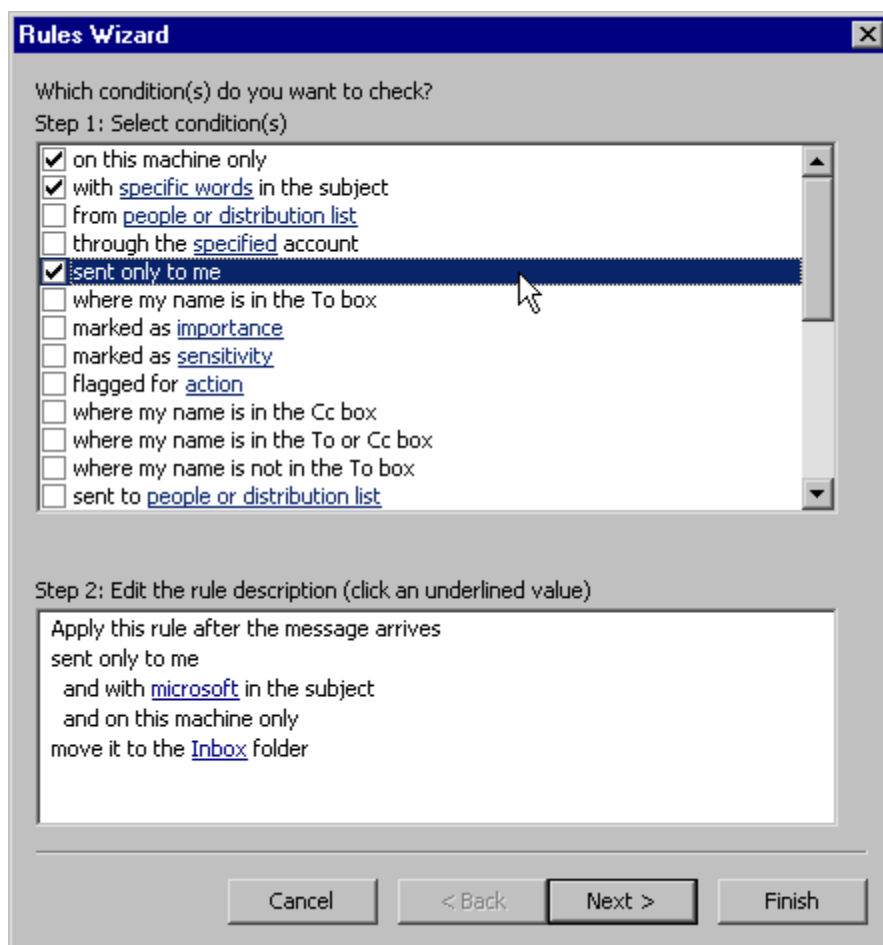 Rules Wizard
Which condition(s) do you want to check?
Step 1: Select condition(s)
on this machine only
with specific words in the subject
from people or distribution list
through the specified account
sent only to me
where my name is in the To box
marked as importance
marked as sensitivity
flagged for action
where my name is in the Cc box
where my name is in the To or Cc box
where my name is not in the To box
sent to people or distribution list
Step 2: Edit the rule description (click an underlined value)
Apply this rule after the message arrives
sent only to me
and with microsoft in the subject
and on this machine only
move it to the Inbox folder
Cancel < Back Next > Finish